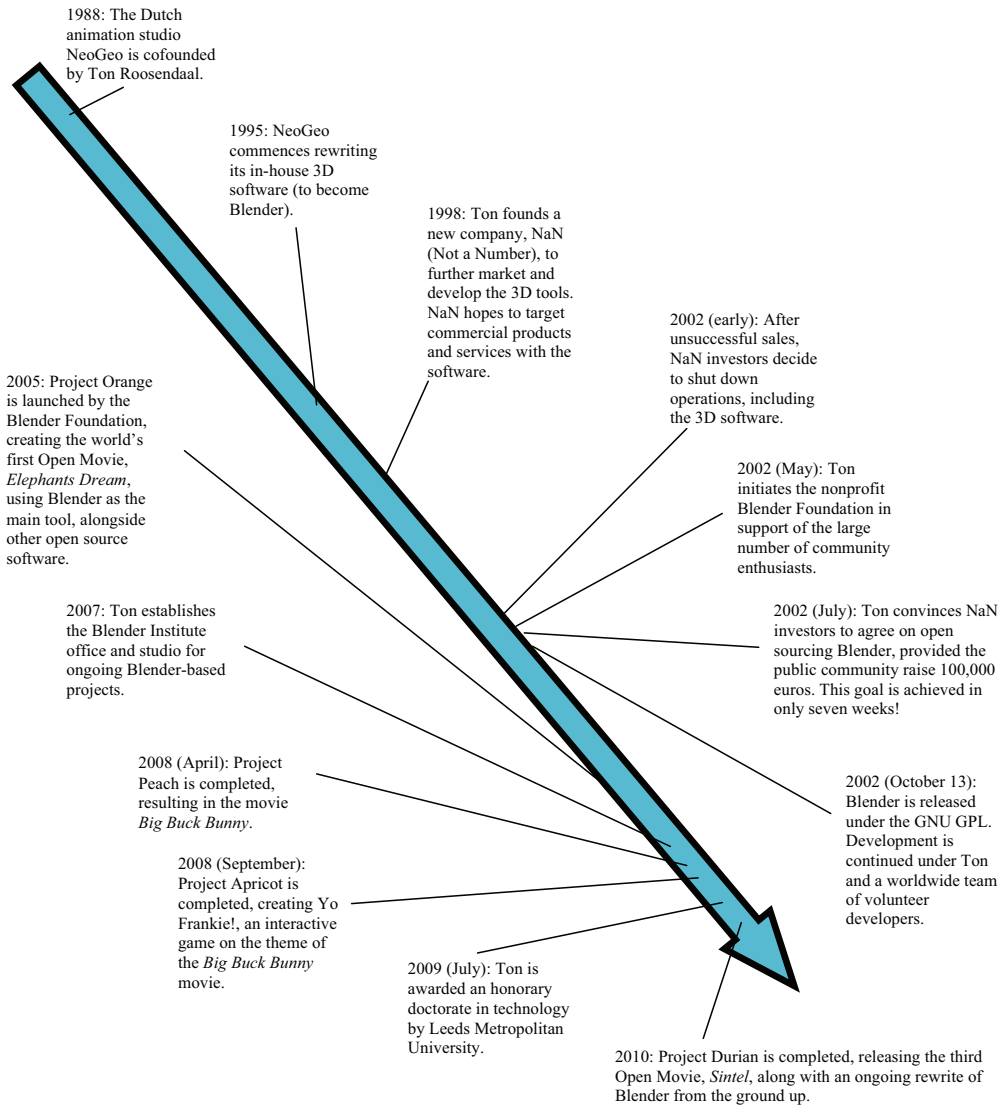 1988: The Dutch
animation studio
NeoGeo is cofounded
by Ton Roosendaal.
1995: NeoGeo
commences rewriting
its in-house 3D
software (to become
Blender).
1998: Ton founds a
new company, NaN
(Not a Number), to
further market and
develop the 3D tools.
NaN hopes to target
commercial products
and services with the
software.
2002 (early): After
unsuccessful sales,
NaN investors decide
to shut down
operations, including
the 3D software.
2002 (May): Ton
initiates the nonprofit
Blender Foundation in
support of the large
number of community
enthusiasts.
2002 (July): Ton convinces NaN
investors to agree on open
sourcing Blender, provided the
public community raise 100,000
euros. This goal is achieved in
only seven weeks!
2002 (October 13):
Blender is released
under the GNU GPL.
Development is
continued under Ton
and a worldwide team
of volunteer
developers.
2005: Project Orange
is launched by the
Blender Foundation,
creating the world’s
first Open Movie,
Elephants Dream,
using Blender as the
main tool, alongside
other open source
software.
2007: Ton establishes
the Blender Institute
office and studio for
ongoing Blender-based
projects.
2008 (April): Project
Peach is completed,
resulting in the movie
Big Buck Bunny.
2008 (September):
Project Apricot is
completed, creating Yo
Frankie!, an interactive
game on the theme of
the Big Buck Bunny
movie.
2009 (July): Ton is
awarded an honorary
doctorate in technology
by Leeds Metropolitan
University.
2010: Project Durian is completed, releasing the third
Open Movie, Sintel, along with an ongoing rewrite of
Blender from the ground up.